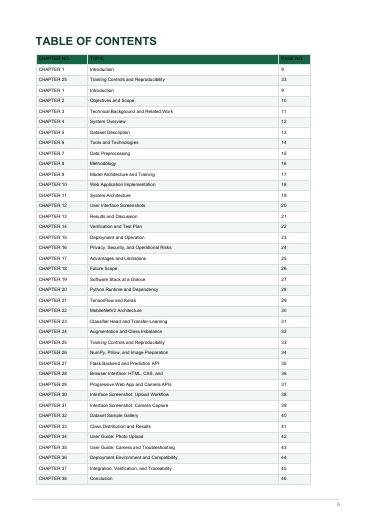 TABLE OF CONTENTS
CHAPTER NO. TOPIC PAGE NO.
CHAPTER 1 Introduction 9
CHAPTER 25 Training Controls and Reproducibility 33
CHAPTER 1 Introduction 9
CHAPTER 2 Objectives and Scope 10
CHAPTER 3 Technical Background and Related Work 11
CHAPTER 4 System Overview 12
CHAPTER 5 Dataset Description 13
CHAPTER 6 Tools and Technologies 14
CHAPTER 7 Data Preprocessing 15
CHAPTER 8 Methodology 16
CHAPTER 9 Model Architecture and Training 17
CHAPTER 10 Web Application Implementation 18
CHAPTER 11 System Architecture 19
CHAPTER 12 User Interface Screenshots 20
CHAPTER 13 Results and Discussion 21
CHAPTER 14 Verification and Test Plan 22
CHAPTER 15 Deployment and Operation 23
CHAPTER 16 Privacy, Security, and Operational Risks 24
CHAPTER 17 Advantages and Limitations 25
CHAPTER 18 Future Scope 26
CHAPTER 19 Software Stack at a Glance 27
CHAPTER 20 Python Runtime and Dependency 28
CHAPTER 21 TensorFlow and Keras 29
CHAPTER 22 MobileNetV2 Architecture 30
CHAPTER 23 Classifier Head and Transfer-Learning 31
CHAPTER 24 Augmentation and Class Imbalance 32
CHAPTER 25 Training Controls and Reproducibility 33
CHAPTER 26 NumPy, Pillow, and Image Preparation 34
CHAPTER 27 Flask Backend and Prediction API 35
CHAPTER 28 Browser Interface: HTML, CSS, and 36
CHAPTER 29 Progressive Web App and Camera APIs 37
CHAPTER 30 Interface Screenshot: Upload Workflow 38
CHAPTER 31 Interface Screenshot: Camera Capture 39
CHAPTER 32 Dataset Sample Gallery 40
CHAPTER 33 Class Distribution and Results 41
CHAPTER 34 User Guide: Photo Upload 42
CHAPTER 35 User Guide: Camera and Troubleshooting 43
CHAPTER 36 Deployment Environment and Compatibility 44
CHAPTER 37 Integration, Verification, and Traceability 45
CHAPTER 38 Conclusion 46